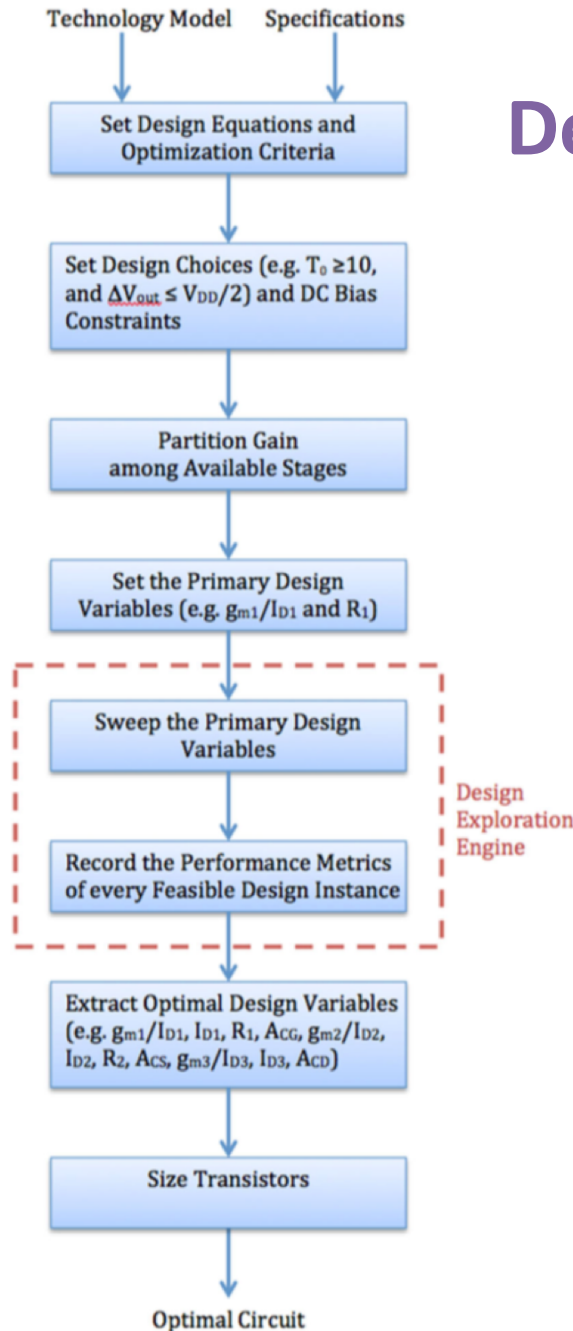 Technology Model Specifications
De
Set Design Equations and
Optimization Criteria
Set Design Choices (e.g. T₀ ≥10,
and ΔVout ≤ VDD/2) and DC Bias
Constraints
Partition Gain
among Available Stages
Set the Primary Design
Variables (e.g. gm1/ID1 and R1)
Sweep the Primary Design
Variables
Design
Exploration
Engine
Record the Performance Metrics
of every Feasible Design Instance
Extract Optimal Design Variables
(e.g. gm1/ID1, ID1, R1, ACG, gm2/ID2,
ID2, R2, ACS, gm3/ID3, ID3, ACD)
Size Transistors
Optimal Circuit